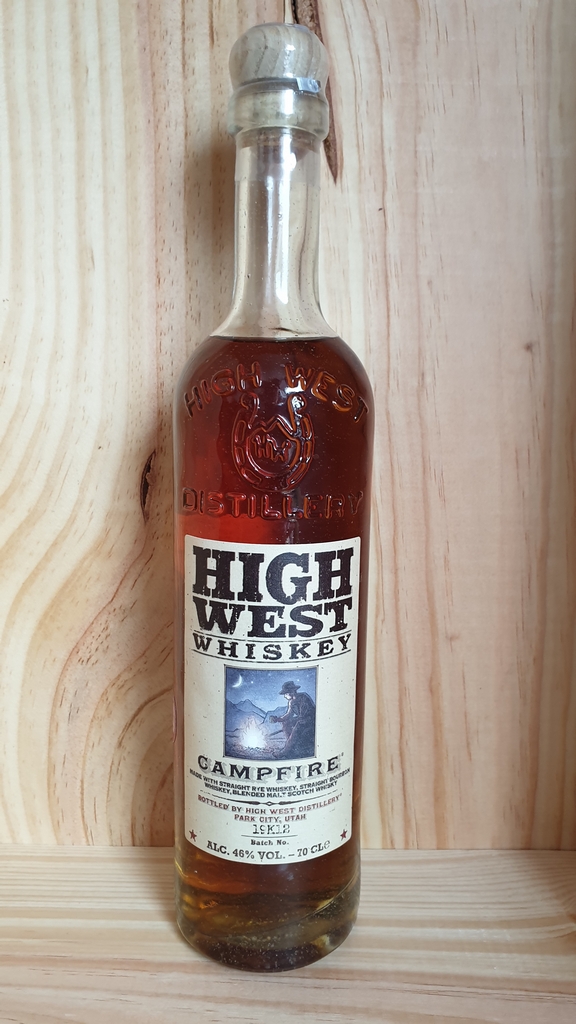 HIGH WEST
HW
DISTILLERY
HIGH
WEST
WHISKEY
CAMPFIRE
MADE WITH STRAIGHT RYE WHISKEY, STRAIGHT BOURBON
WHISKEY, BLENDED MALT SCOTCH WHISKY
BOTTLED BY HIGH WEST DISTILLERY
PARK CITY, UTAH
19K12
Batch No.
ALC. 46% VOL. – 70 CL℮